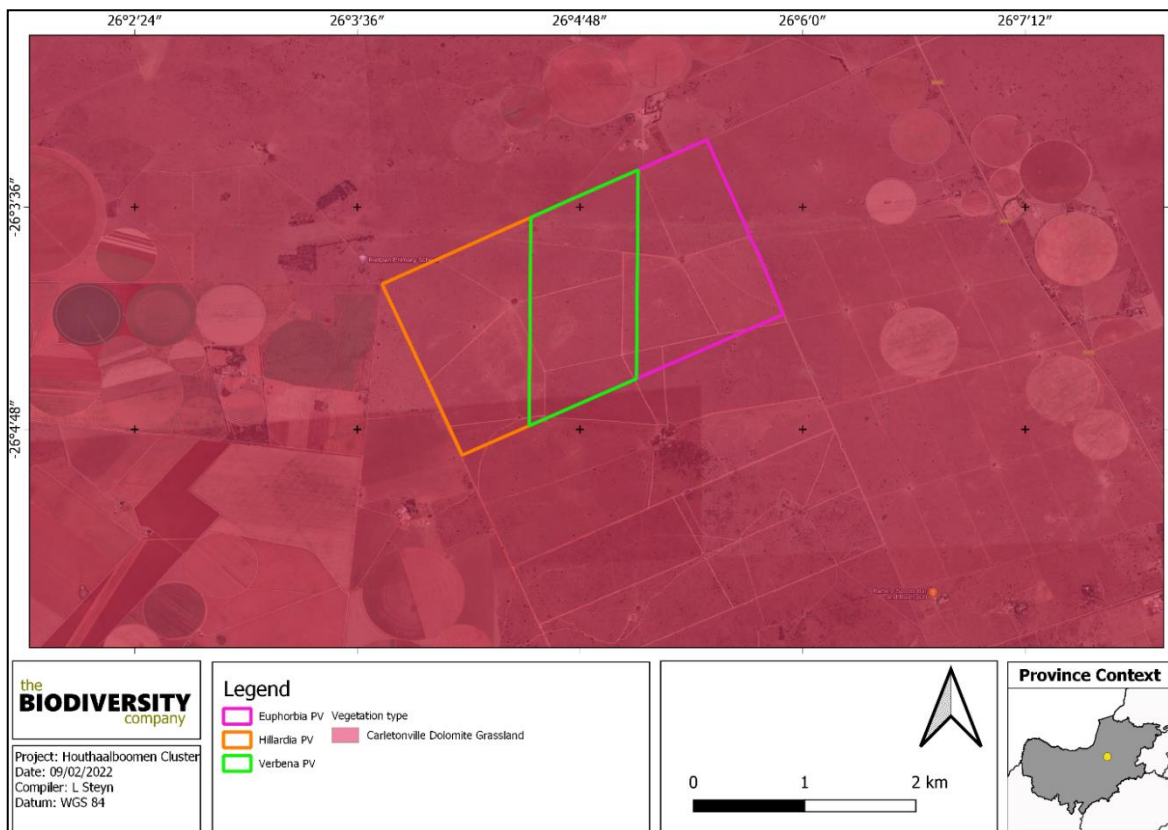 26°2′24″ 26°3′36″ 26°4′48″ 26°6′0″ 26°7′12″
-26°3′36″
-26°4′48″
the
BIODIVERSITY
company
Project: Houthaalboomen Cluster
Date: 09/02/2022
Compiler: L Steyn
Datum: WGS 84
Legend
Euphorbia PV
Hillardia PV
Verbena PV
Vegetation type
Carletonville Dolomite Grassland
0 1 2 km
Province Context